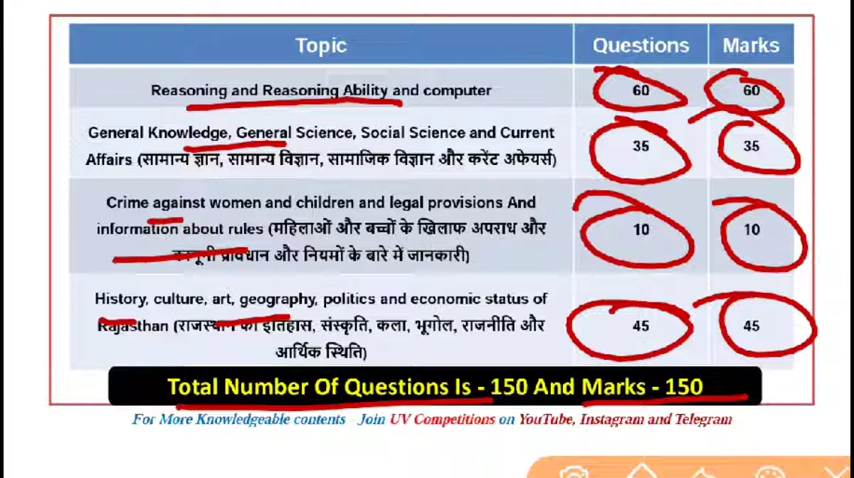 Topic Questions Marks
Reasoning and Reasoning Ability and computer 60 60
General Knowledge, General Science, Social Science and Current
Affairs (सामान्य ज्ञान, सामान्य विज्ञान, सामाजिक विज्ञान और करेंट अफेयर्स) 35 35
Crime against women and children and legal provisions And
information about rules (महिलाओं और बच्चों के खिलाफ अपराध और
कानूनी प्रावधान और नियमों के बारे में जानकारी) 10 10
History, culture, art, geography, politics and economic status of
Rajasthan (राजस्थान का इतिहास, संस्कृति, कला, भूगोल, राजनीति और
आर्थिक स्थिति) 45 45
Total Number Of Questions Is - 150 And Marks - 150
For More Knowledgeable contents - Join UV Competitions on YouTube, Instagram and Telegram